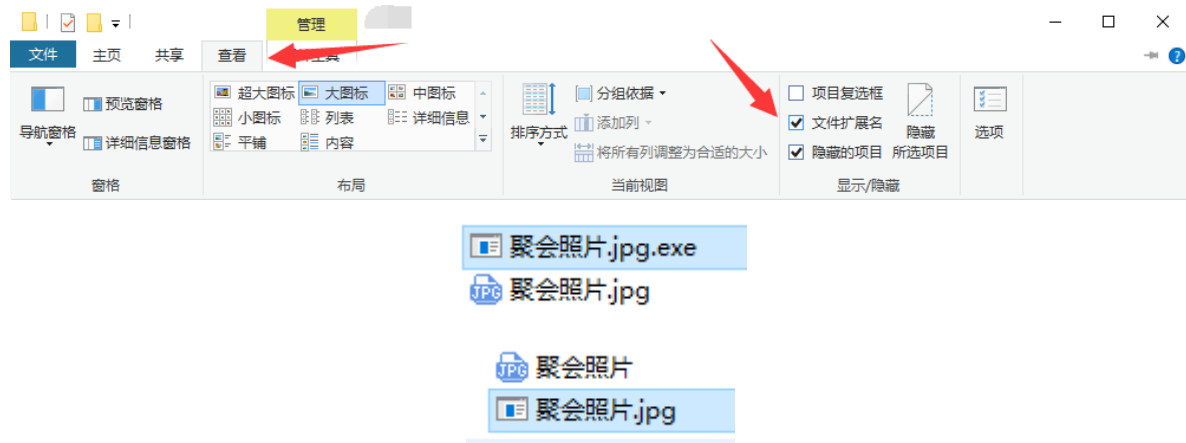 管理
文件 主页 共享 查看
导航窗格 预览窗格 详细信息窗格
窗格
超大图标 大图标 中图标
小图标 列表 详细信息
平铺 内容
布局
排序方式 分组依据
添加列
将所有列调整为合适的大小
当前视图
项目复选框
文件扩展名
隐藏的项目
隐藏
所选项目
显示/隐藏
选项
聚会照片.jpg.exe
JPG 聚会照片.jpg
JPG 聚会照片
聚会照片.jpg